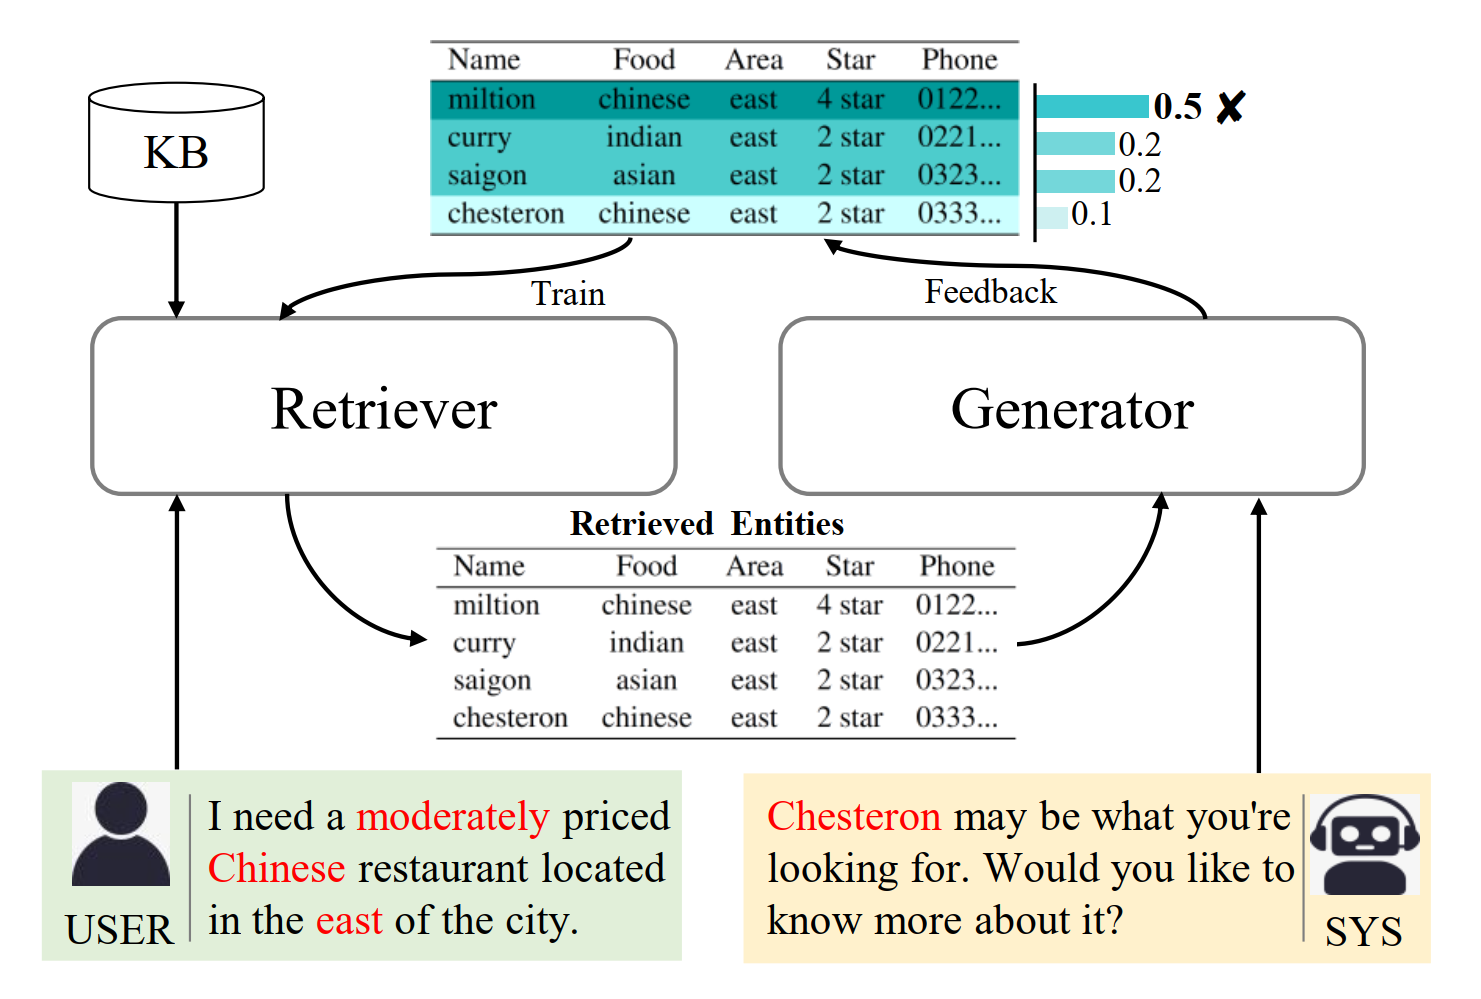 Name Food Area Star Phone
miltion chinese east 4 star 0122...
curry indian east 2 star 0221...
saigon asian east 2 star 0323...
chesteron chinese east 2 star 0333...
0.5 ✘
0.2
0.2
0.1
KB
Train
Feedback
Retriever
Generator
Retrieved Entities
Name Food Area Star Phone
miltion chinese east 4 star 0122...
curry indian east 2 star 0221...
saigon asian east 2 star 0323...
chesteron chinese east 2 star 0333...
USER
I need a moderately priced
Chinese restaurant located
in the east of the city.
Chesteron may be what you're
looking for. Would you like to
know more about it?
SYS